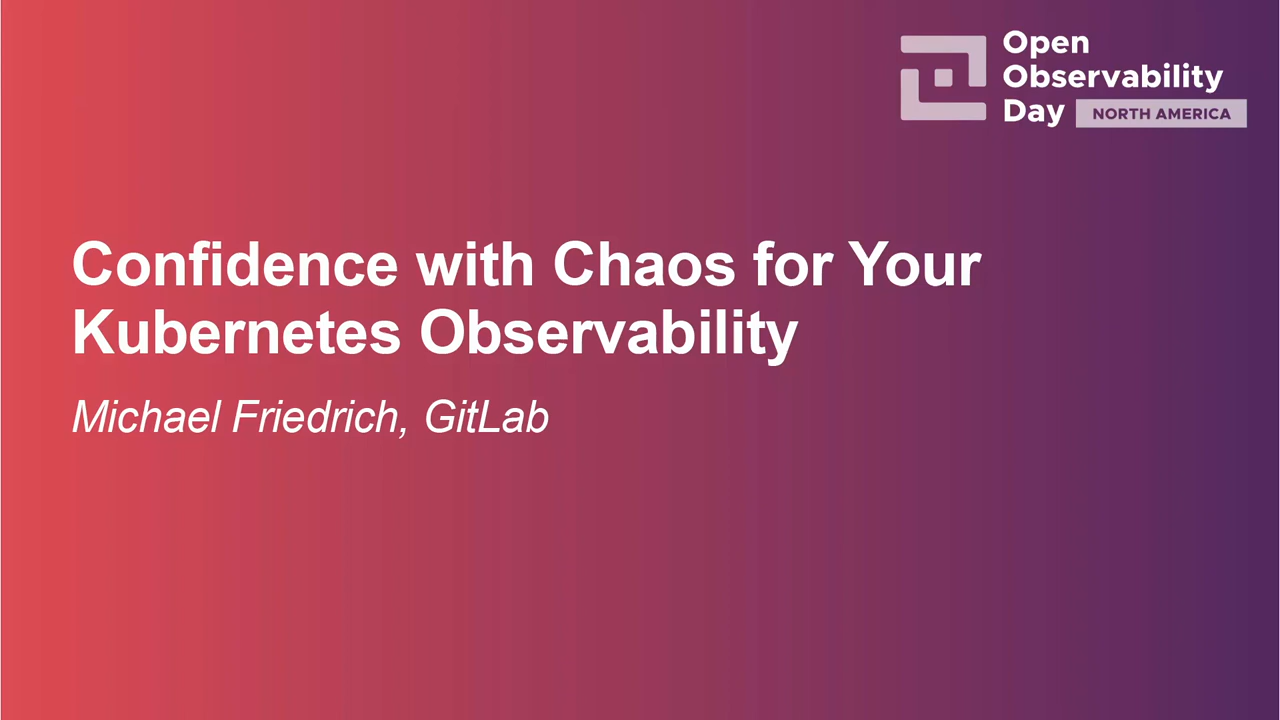 Open
Observability
Day NORTH AMERICA
Confidence with Chaos for Your
Kubernetes Observability
Michael Friedrich, GitLab